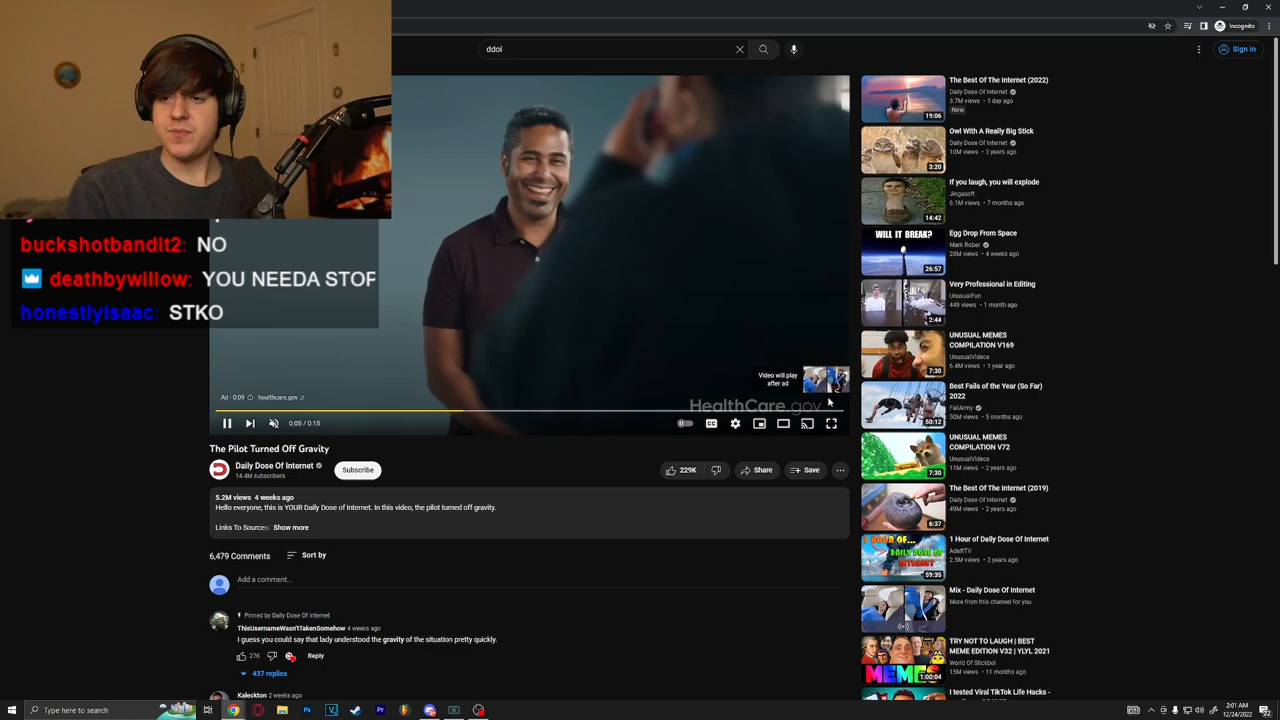 Incognito
ddoi
Sign in
buckshotbandit2: NO
deathbywillow: YOU NEEDA STOP
honestlyisaac: STKO
Video will play
after ad
Ad · 0:09
healthcare.gov
HealthCare.gov
0:05 / 0:15
The Pilot Turned Off Gravity
Daily Dose Of Internet
14.4M subscribers
Subscribe
229K
Share
Save
5.2M views 4 weeks ago
Hello everyone, this is YOUR Daily Dose of Internet. In this video, the pilot turned off gravity.
Links To Sources: Show more
6,479 Comments
Sort by
Add a comment...
Pinned by Daily Dose Of Internet
ThisUsernameWasn'tTakenSomehow 4 weeks ago
I guess you could say that lady understood the gravity of the situation pretty quickly.
27K
Reply
437 replies
Kaleckton 2 weeks ago
The Best Of The Internet (2022)
Daily Dose Of Internet
3.7M views • 1 day ago
New
19:06
Owl With A Really Big Stick
Daily Dose Of Internet
10M views • 3 years ago
3:20
If you laugh, you will explode
Jingasoft
6.1M views • 7 months ago
14:42
WILL IT BREAK?
Egg Drop From Space
Mark Rober
28M views • 4 weeks ago
26:57
Very Professional in Editing
UnusualFun
449 views • 1 month ago
2:44
UNUSUAL MEMES
COMPILATION V169
UnusualVideos
6.4M views • 1 year ago
7:30
Best Fails of the Year (So Far)
2022
FailArmy
50M views • 5 months ago
50:12
UNUSUAL MEMES
COMPILATION V72
UnusualVideos
11M views • 2 years ago
7:30
The Best Of The Internet (2019)
Daily Dose Of Internet
49M views • 2 years ago
6:37
1 HOUR OF...
DAILY DOSE OF
INTERNET
1 Hour of Daily Dose Of Internet
AdeftTV
2.5M views • 2 years ago
59:35
Mix - Daily Dose Of Internet
More from this channel for you
TRY NOT TO LAUGH | BEST
MEME EDITION V32 | YLYL 2021
World Of Stickboi
15M views • 11 months ago
MEMES
1:00:04
I tested Viral TikTok Life Hacks -
Type here to search
2:01 AM
12/24/2022